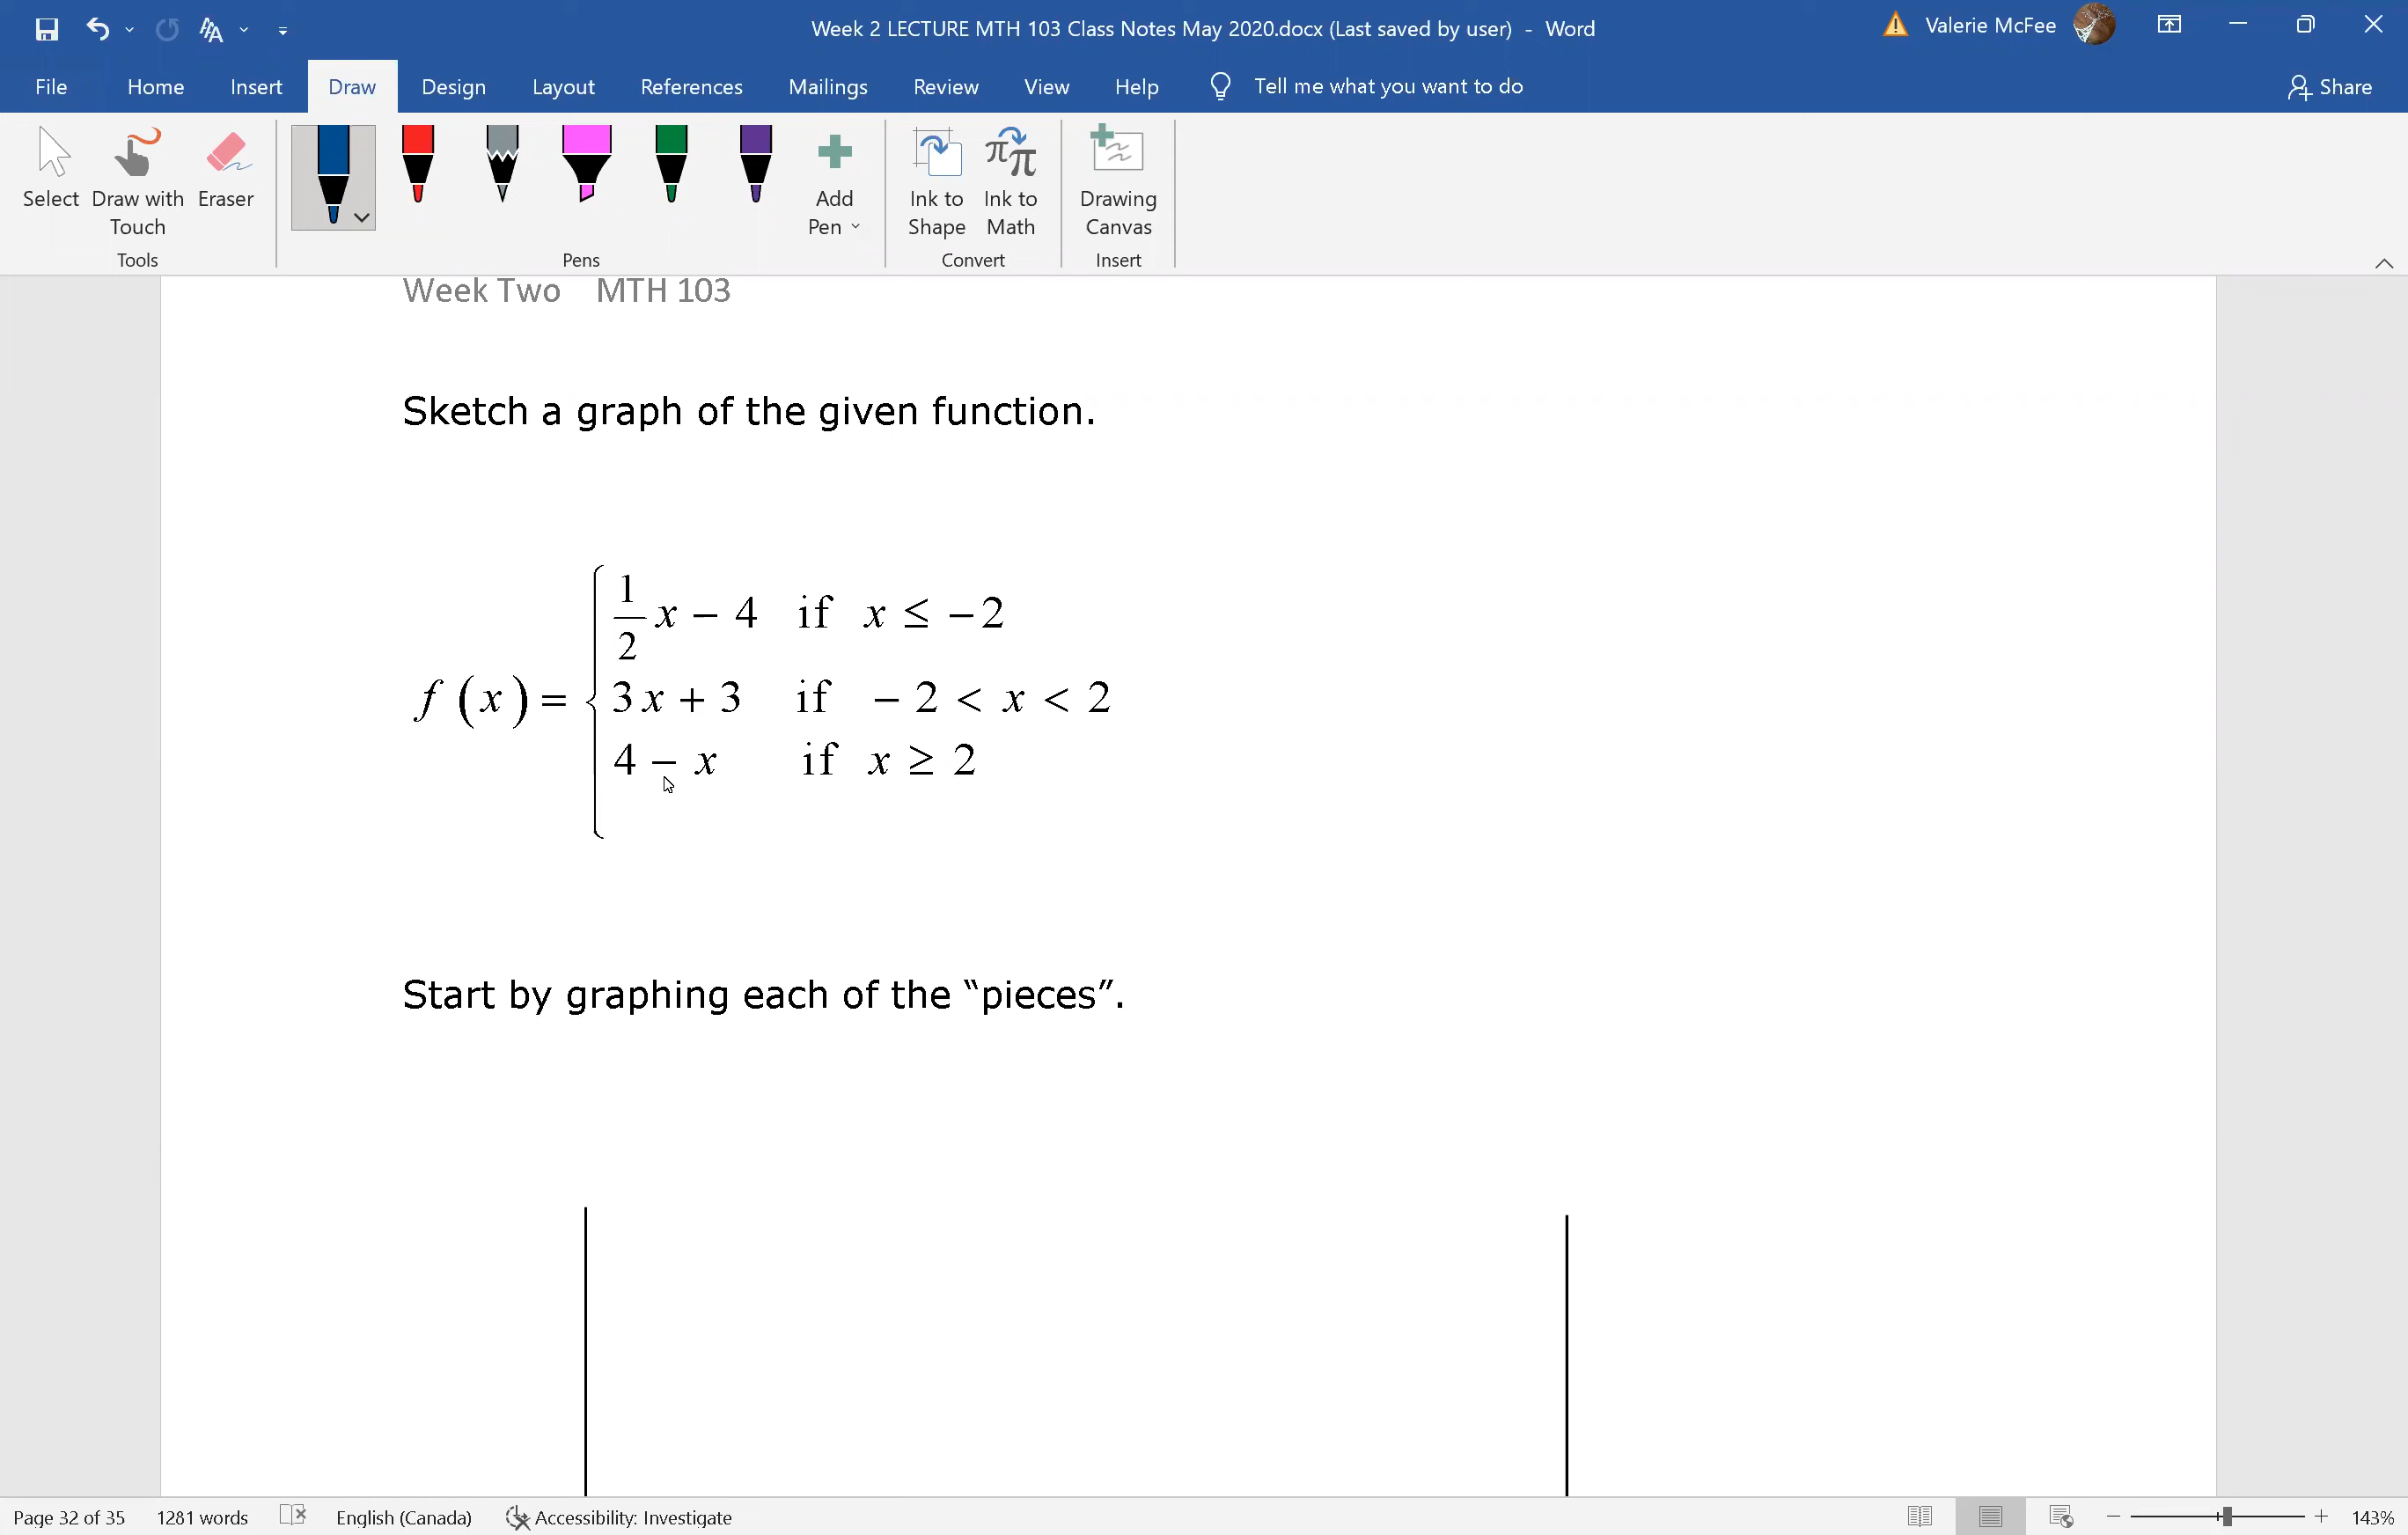 Week 2 LECTURE MTH 103 Class Notes May 2020.docx (Last saved by user) - Word
Valerie McFee
File Home Insert Draw Design Layout References Mailings Review View Help Tell me what you want to do Share
Select Draw with Touch Eraser Add Pen Ink to Shape Ink to Math Drawing Canvas
Tools Pens Convert Insert
Week Two MTH 103
Sketch a graph of the given function.
1/2 x − 4 if x ≤ −2
f (x) = { 3x + 3 if −2 < x < 2
4 − x if x ≥ 2
Start by graphing each of the “pieces”.
Page 32 of 35 1281 words English (Canada) Accessibility: Investigate 143%